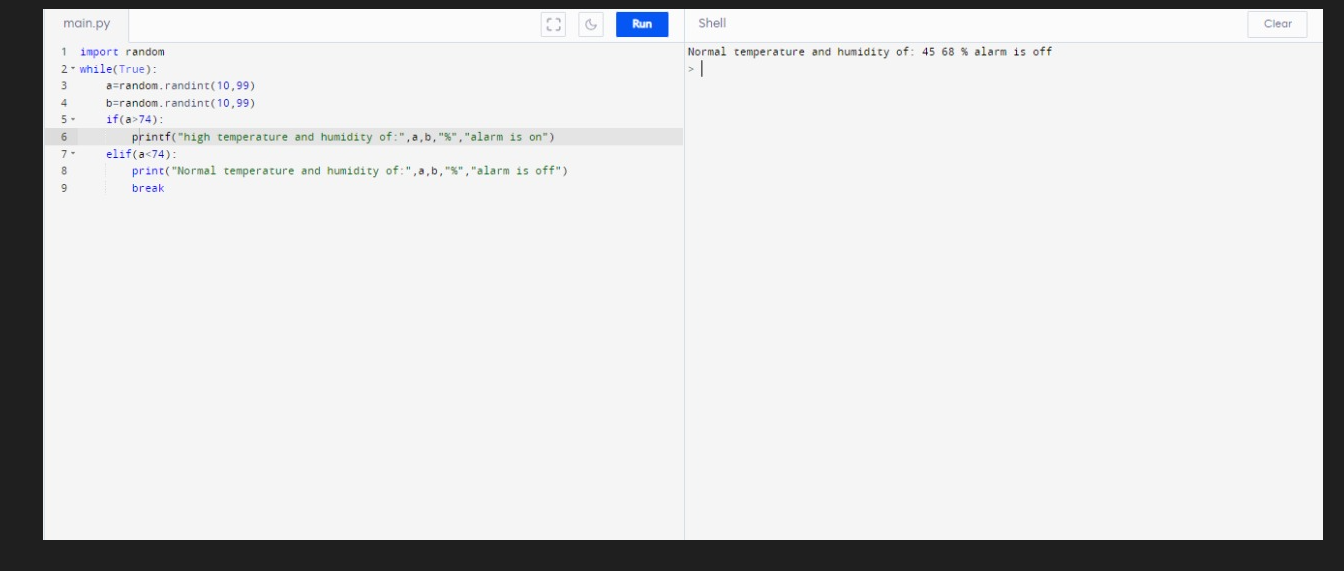 main.py
Run
Shell
Clear
1 import random
2 while(True):
3     a=random.randint(10,99)
4     b=random.randint(10,99)
5     if(a>74):
6         printf("high temperature and humidity of:",a,b,"%","alarm is on")
7     elif(a<74):
8         print("Normal temperature and humidity of:",a,b,"%","alarm is off")
9         break
Normal temperature and humidity of: 45 68 % alarm is off
>